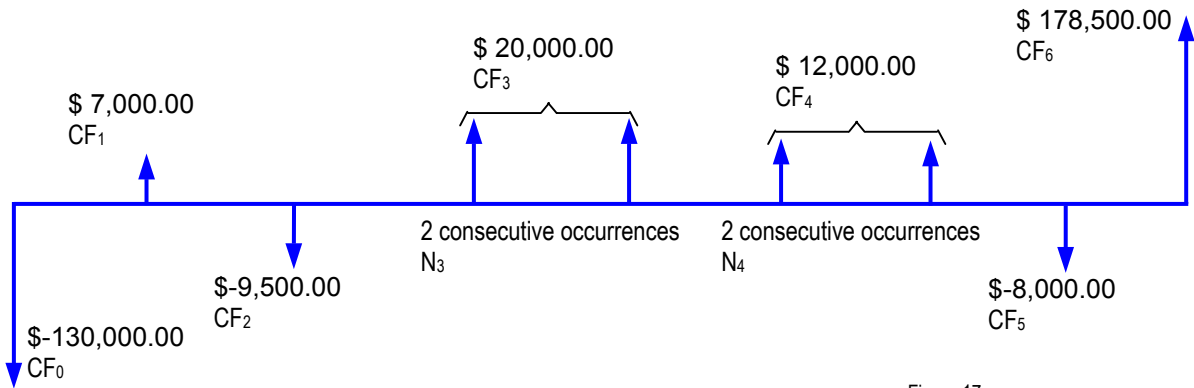 $ 178,500.00
CF6
$ 20,000.00
CF3
$ 12,000.00
CF4
$ 7,000.00
CF1
2 consecutive occurrences
N3
2 consecutive occurrences
N4
$-9,500.00
CF2
$-8,000.00
CF5
$-130,000.00
CF0